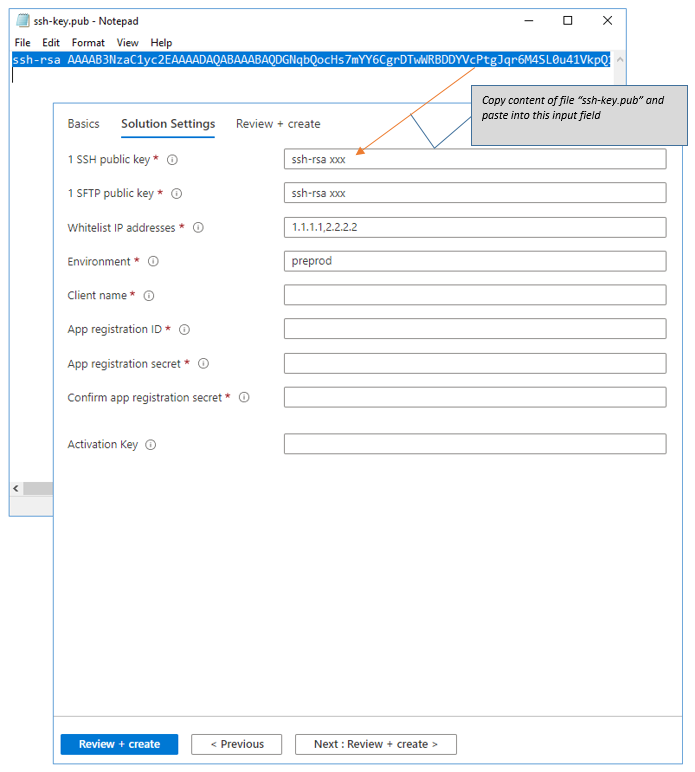 ssh-key.pub - Notepad
File Edit Format View Help
ssh-rsa AAAAB3NzaC1yc2EAAAADAQABAAABAQDGNqbQocHs7mYY6CgrDTwWRBDDYVcPtgJqr6M4SL0u41VkpQ
Copy content of file “ssh-key.pub” and
paste into this input field
Basics Solution Settings Review + create
1 SSH public key * ssh-rsa xxx
1 SFTP public key * ssh-rsa xxx
Whitelist IP addresses * 1.1.1.1,2.2.2.2
Environment * preprod
Client name *
App registration ID *
App registration secret *
Confirm app registration secret *
Activation Key
Review + create < Previous Next : Review + create >